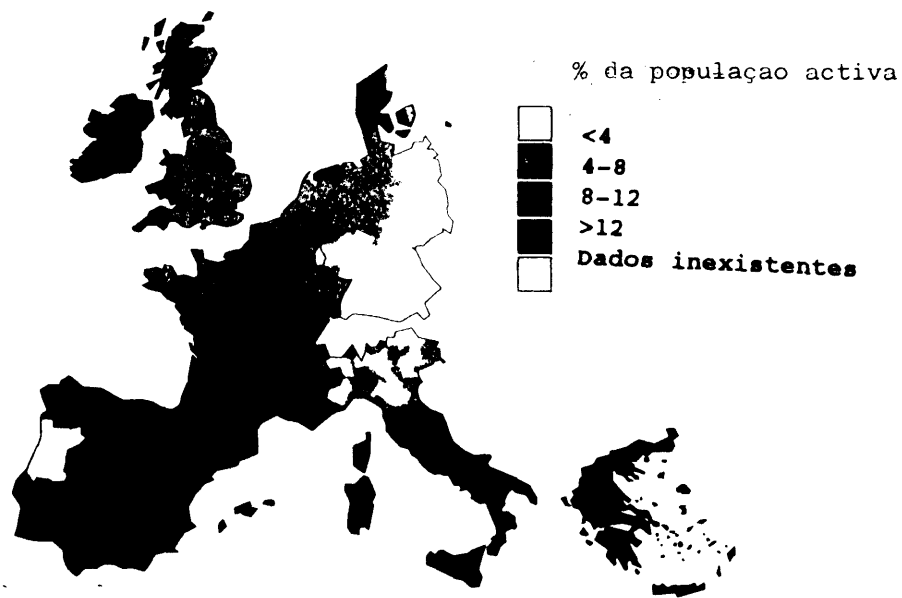 % da populaçao activa
<4
4-8
8-12
>12
Dados inexistentes